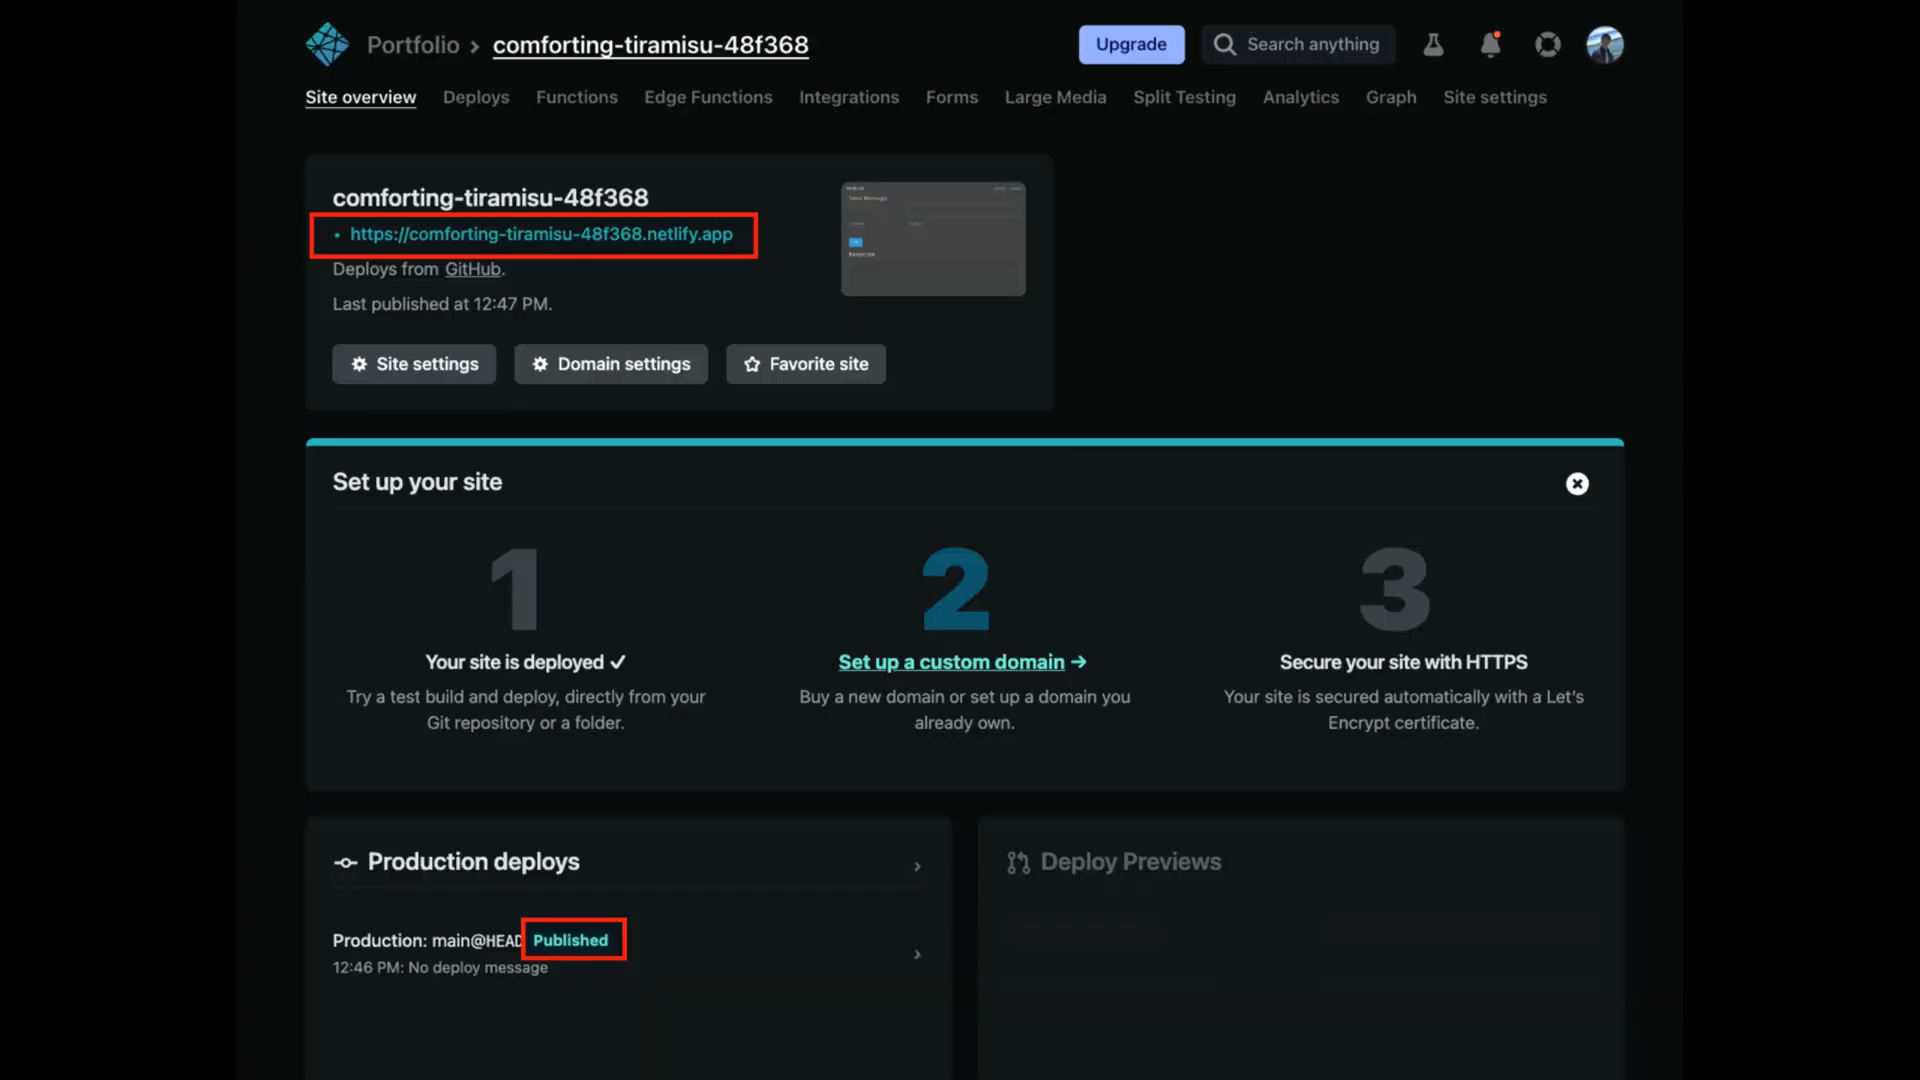 Portfolio > comforting-tiramisu-48f368
Upgrade
Search anything
Site overview Deploys Functions Edge Functions Integrations Forms Large Media Split Testing Analytics Graph Site settings
comforting-tiramisu-48f368
https://comforting-tiramisu-48f368.netlify.app
Deploys from GitHub.
Last published at 12:47 PM.
Site settings
Domain settings
Favorite site
Set up your site
1
Your site is deployed ✓
Try a test build and deploy, directly from your
Git repository or a folder.
2
Set up a custom domain →
Buy a new domain or set up a domain you
already own.
3
Secure your site with HTTPS
Your site is secured automatically with a Let's
Encrypt certificate.
Production deploys
Production: main@HEAD Published
12:46 PM: No deploy message
Deploy Previews